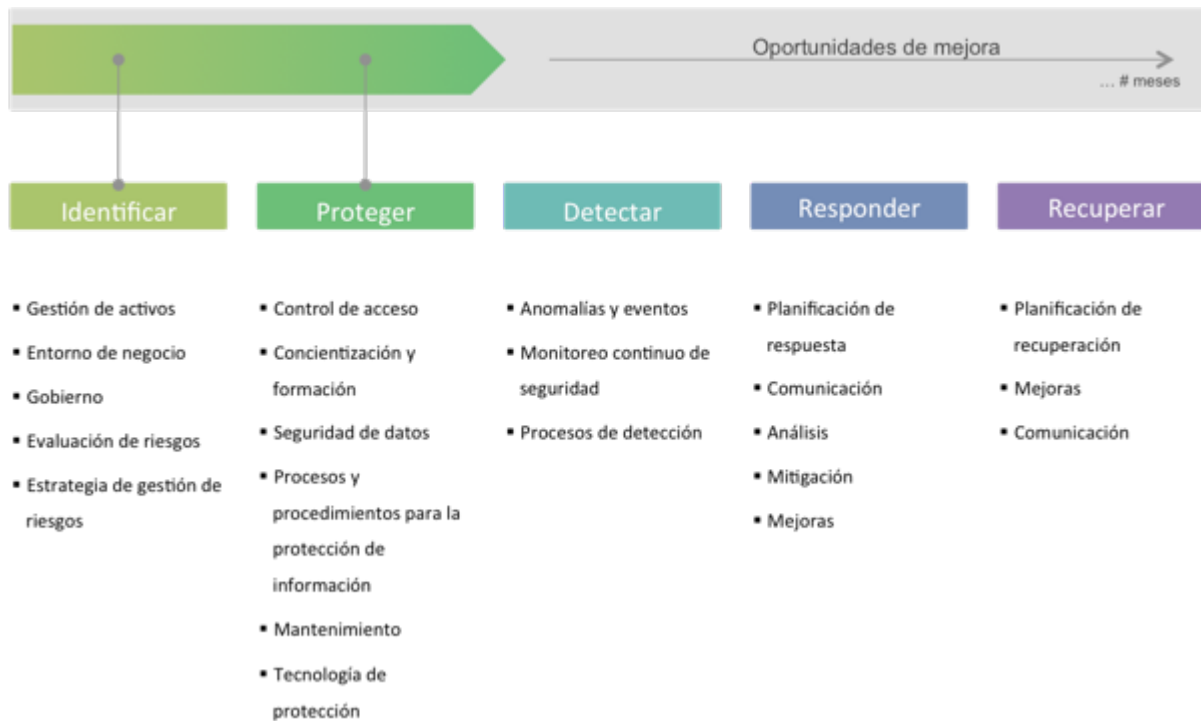 Oportunidades de mejora
... # meses
Identificar
Proteger
Detectar
Responder
Recuperar
▪ Gestión de activos
▪ Entorno de negocio
▪ Gobierno
▪ Evaluación de riesgos
▪ Estrategia de gestión de
riesgos
▪ Control de acceso
▪ Concientización y
formación
▪ Seguridad de datos
▪ Procesos y
procedimientos para la
protección de
información
▪ Mantenimiento
▪ Tecnología de
protección
▪ Anomalías y eventos
▪ Monitoreo continuo de
seguridad
▪ Procesos de detección
▪ Planificación de
respuesta
▪ Comunicación
▪ Análisis
▪ Mitigación
▪ Mejoras
▪ Planificación de
recuperación
▪ Mejoras
▪ Comunicación